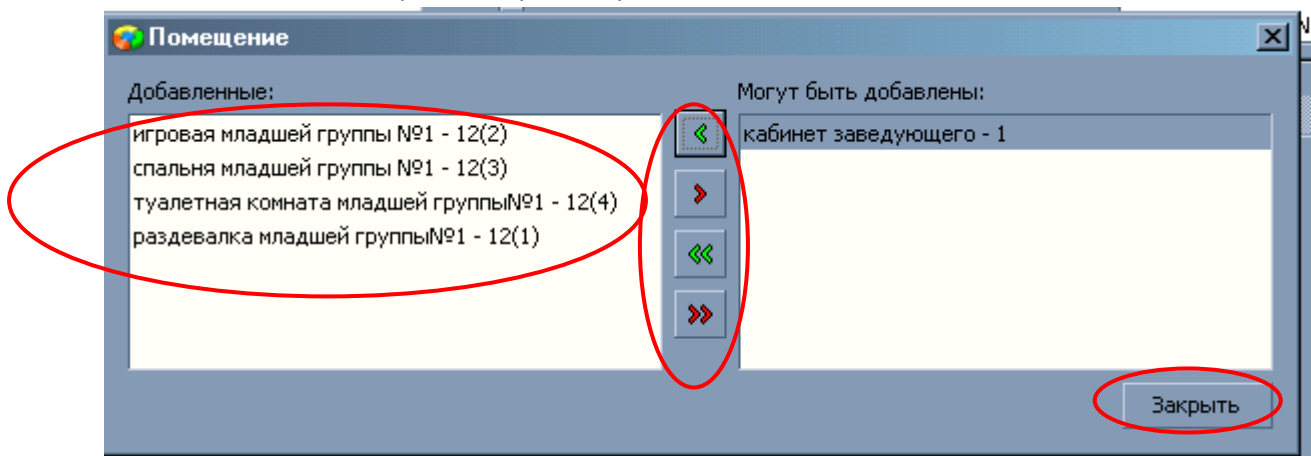 Помещение
Добавленные:
Могут быть добавлены:
игровая младшей группы №1 - 12(2)
спальня младшей группы №1 - 12(3)
туалетная комната младшей группы№1 - 12(4)
раздевалка младшей группы№1 - 12(1)
кабинет заведующего - 1
Закрыть